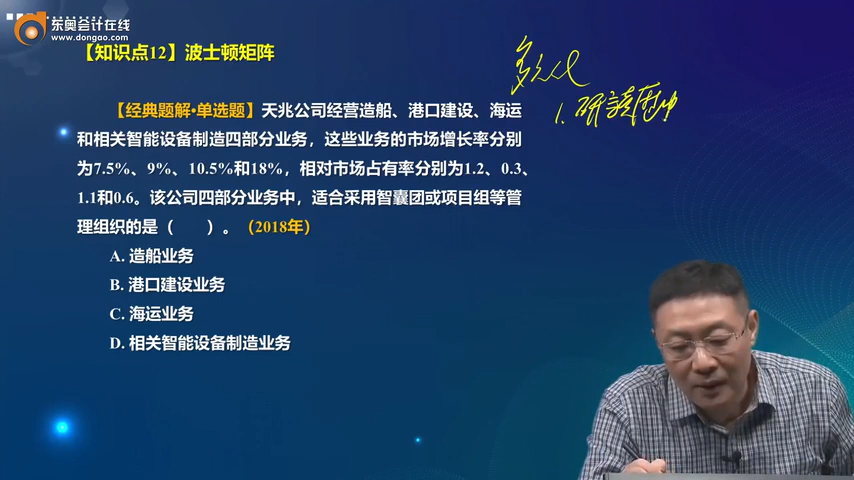 东奥会计在线
www.dongao.com
【知识点12】波士顿矩阵
【经典题解·单选题】天兆公司经营造船、港口建设、海运
和相关智能设备制造四部分业务，这些业务的市场增长率分别
为7.5%、9%、10.5%和18%，相对市场占有率分别为1.2、0.3、
1.1和0.6。该公司四部分业务中，适合采用智囊团或项目组等管
理组织的是（　　）。（2018年）
A. 造船业务
B. 港口建设业务
C. 海运业务
D. 相关智能设备制造业务
1. 研读